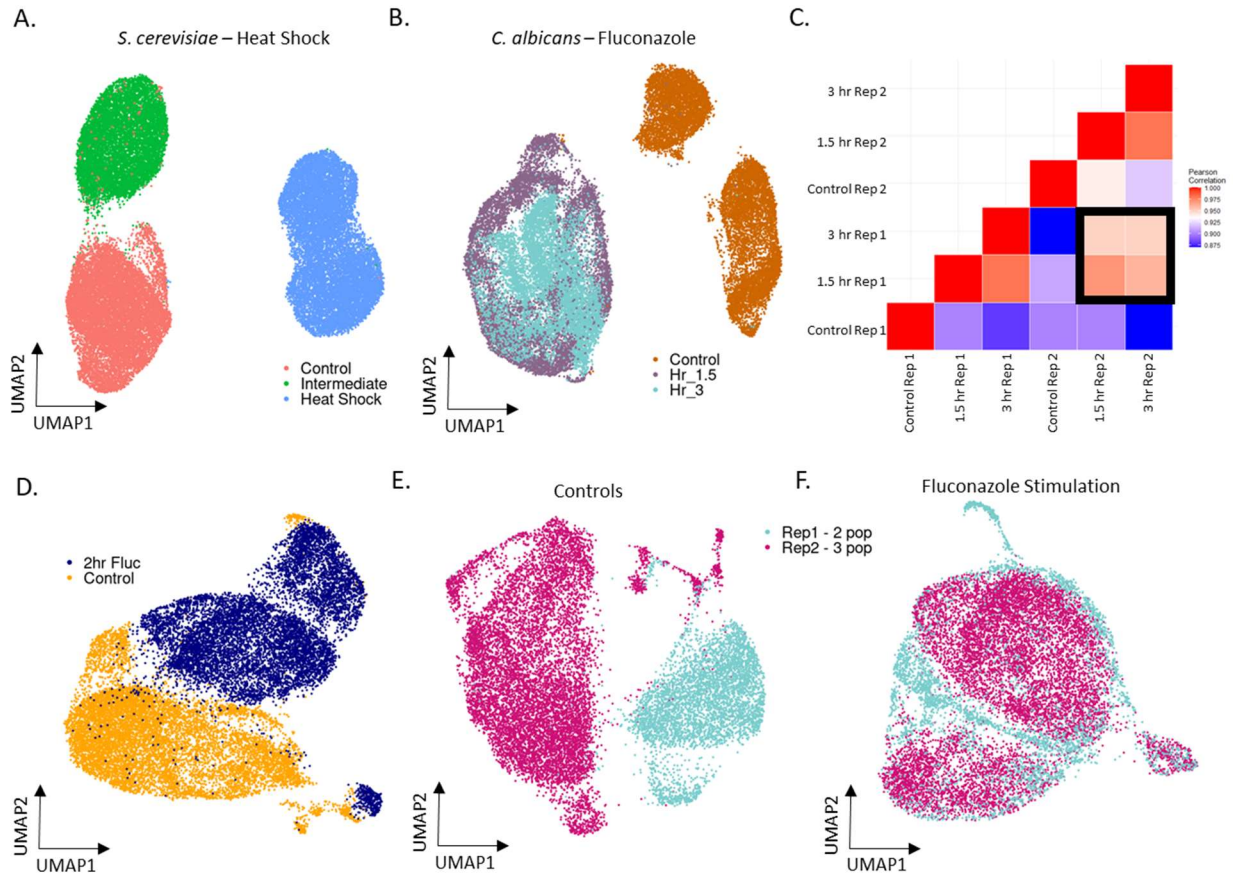 A.
S. cerevisiae – Heat Shock
UMAP2
UMAP1
Control
Intermediate
Heat Shock
B.
C. albicans – Fluconazole
UMAP2
UMAP1
Control
Hr_1.5
Hr_3
C.
3 hr Rep 2
1.5 hr Rep 2
Control Rep 2
3 hr Rep 1
1.5 hr Rep 1
Control Rep 1
Control Rep 1
1.5 hr Rep 1
3 hr Rep 1
Control Rep 2
1.5 hr Rep 2
3 hr Rep 2
Pearson
Correlation
1.000
0.975
0.950
0.925
0.900
0.875
D.
2hr Fluc
Control
UMAP2
UMAP1
E.
Controls
Rep1 - 2 pop
Rep2 - 3 pop
UMAP2
UMAP1
F.
Fluconazole Stimulation
UMAP2
UMAP1